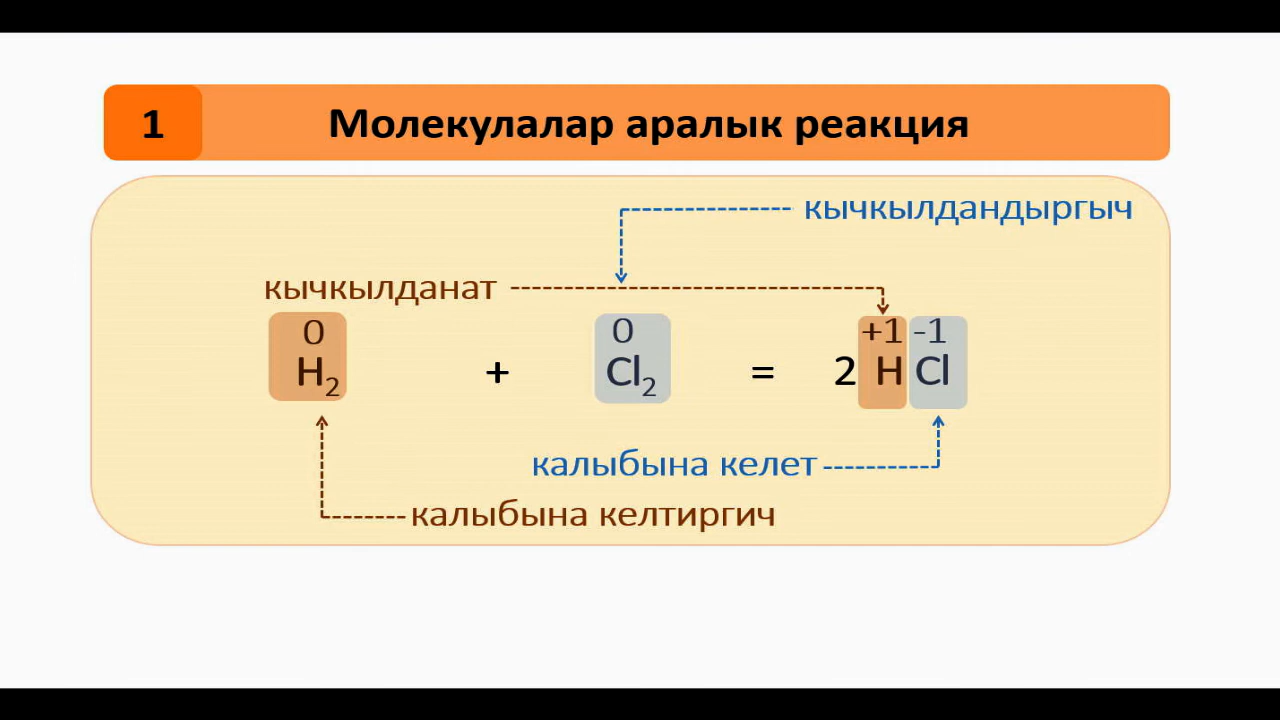 1 Молекулалар аралык реакция
кычкылдандыргыч
кычкылданат
0 0 +1 -1
H₂ + Cl₂ = 2 H Cl
калыбына келет
калыбына келтиргич